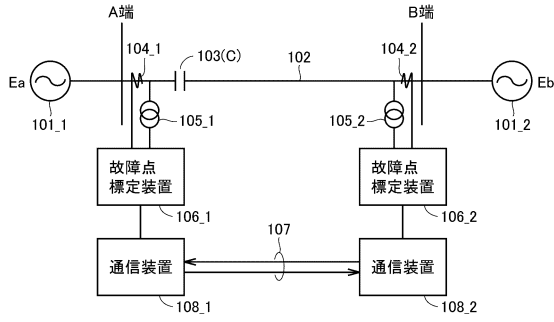 A端
B端
104_1
103(C)
102
104_2
Ea
Eb
101_1
105_1
105_2
101_2
故障点
標定装置
故障点
標定装置
106_1
106_2
107
通信装置
通信装置
108_1
108_2